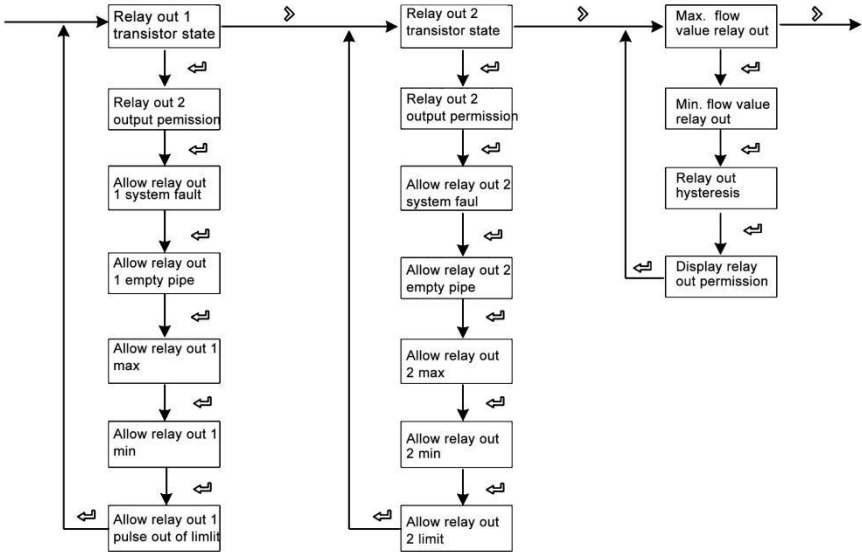 Relay out 1
transistor state
Relay out 2
output pemission
Allow relay out
1 system fault
Allow relay out
1 empty pipe
Allow relay out 1
max
Allow relay out 1
min
Allow relay out 1
pulse out of limlit
Relay out 2
transistor state
Relay out 2
output permission
Allow relay out 2
system faul
Allow relay out 2
empty pipe
Allow relay out
2 max
Allow relay out
2 min
Allow relay out
2 limit
Max. flow
value relay out
Min. flow value
relay out
Relay out
hysteresis
Display relay
out permission